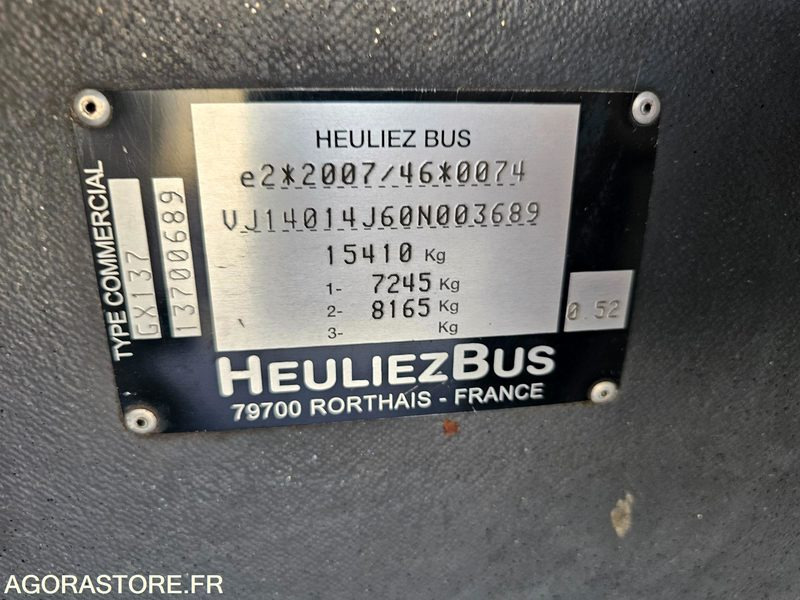 HEULIEZ BUS
e2*2007/46*0074
VJ14014J60N003689
15410 Kg
1- 7245 Kg
2- 8165 Kg
3- Kg
TYPE COMMERCIAL
GX137
13700689
0.52
HEULIEZBUS
79700 RORTHAIS - FRANCE
AGORASTORE.FR